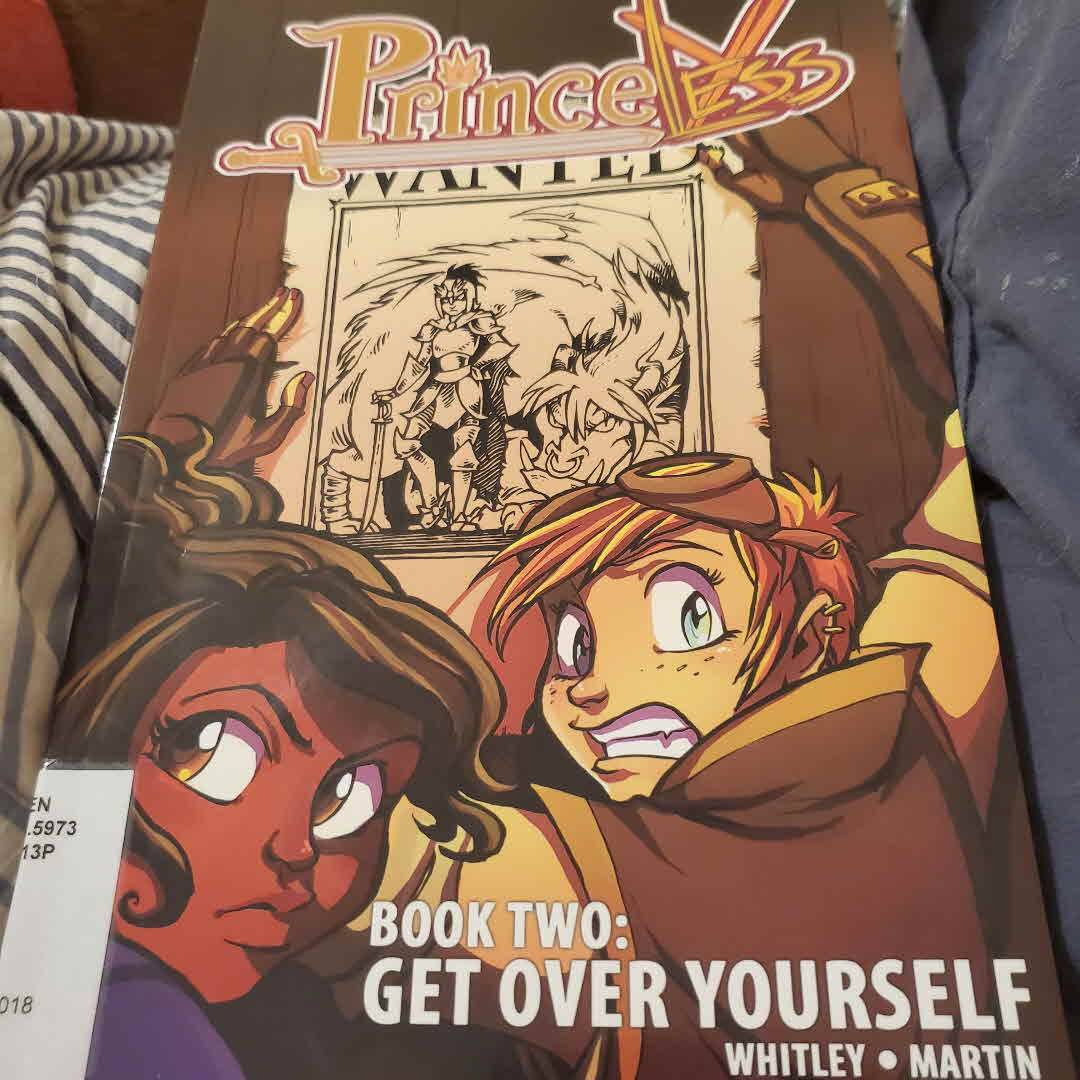 PrinceLess
WANTED
EN
.5973
13P
018
BOOK TWO:
GET OVER YOURSELF
WHITLEY • MARTIN